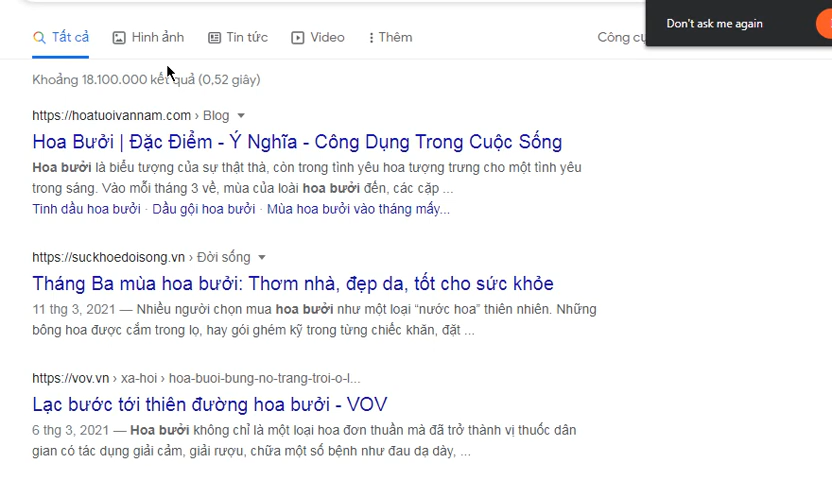 Don't ask me again
Tất cả Hình ảnh Tin tức Video Thêm Công cụ
Khoảng 18.100.000 kết quả (0,52 giây)
https://hoatuoivannam.com › Blog
Hoa Bưởi | Đặc Điểm - Ý Nghĩa - Công Dụng Trong Cuộc Sống
Hoa bưởi là biểu tượng của sự thật thà, còn trong tình yêu hoa tượng trưng cho một tình yêu
trong sáng. Vào mỗi tháng 3 về, mùa của loài hoa bưởi đến, các cặp ...
Tinh dầu hoa bưởi · Dầu gội hoa bưởi · Mùa hoa bưởi vào tháng mấy...
https://suckhoedoisong.vn › Đời sống
Tháng Ba mùa hoa bưởi: Thơm nhà, đẹp da, tốt cho sức khỏe
11 thg 3, 2021 — Nhiều người chọn mua hoa bưởi như một loại “nước hoa” thiên nhiên. Những
bông hoa được cắm trong lọ, hay gói ghém kỹ trong từng chiếc khăn, đặt ...
https://vov.vn › xa-hoi › hoa-buoi-bung-no-trang-troi-o-l...
Lạc bước tới thiên đường hoa bưởi - VOV
6 thg 3, 2021 — Hoa bưởi không chỉ là một loại hoa đơn thuần mà đã trở thành vị thuốc dân
gian có tác dụng giải cảm, giải rượu, chữa một số bệnh như đau dạ dày, ...